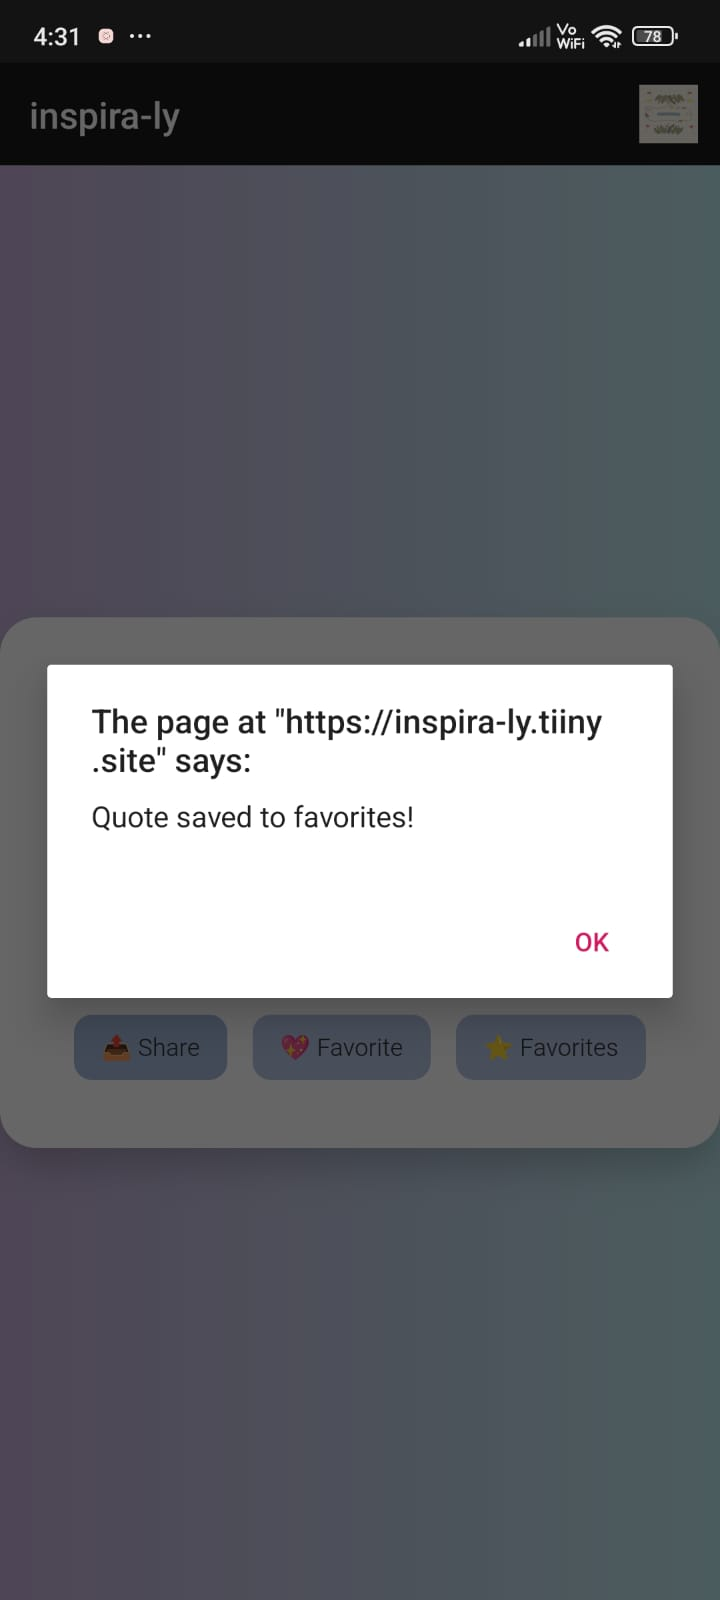 4:31
Vo
WiFi
78
inspira-ly
The page at "https://inspira-ly.tiiny
.site" says:
Quote saved to favorites!
OK
📤 Share
💖 Favorite
⭐ Favorites